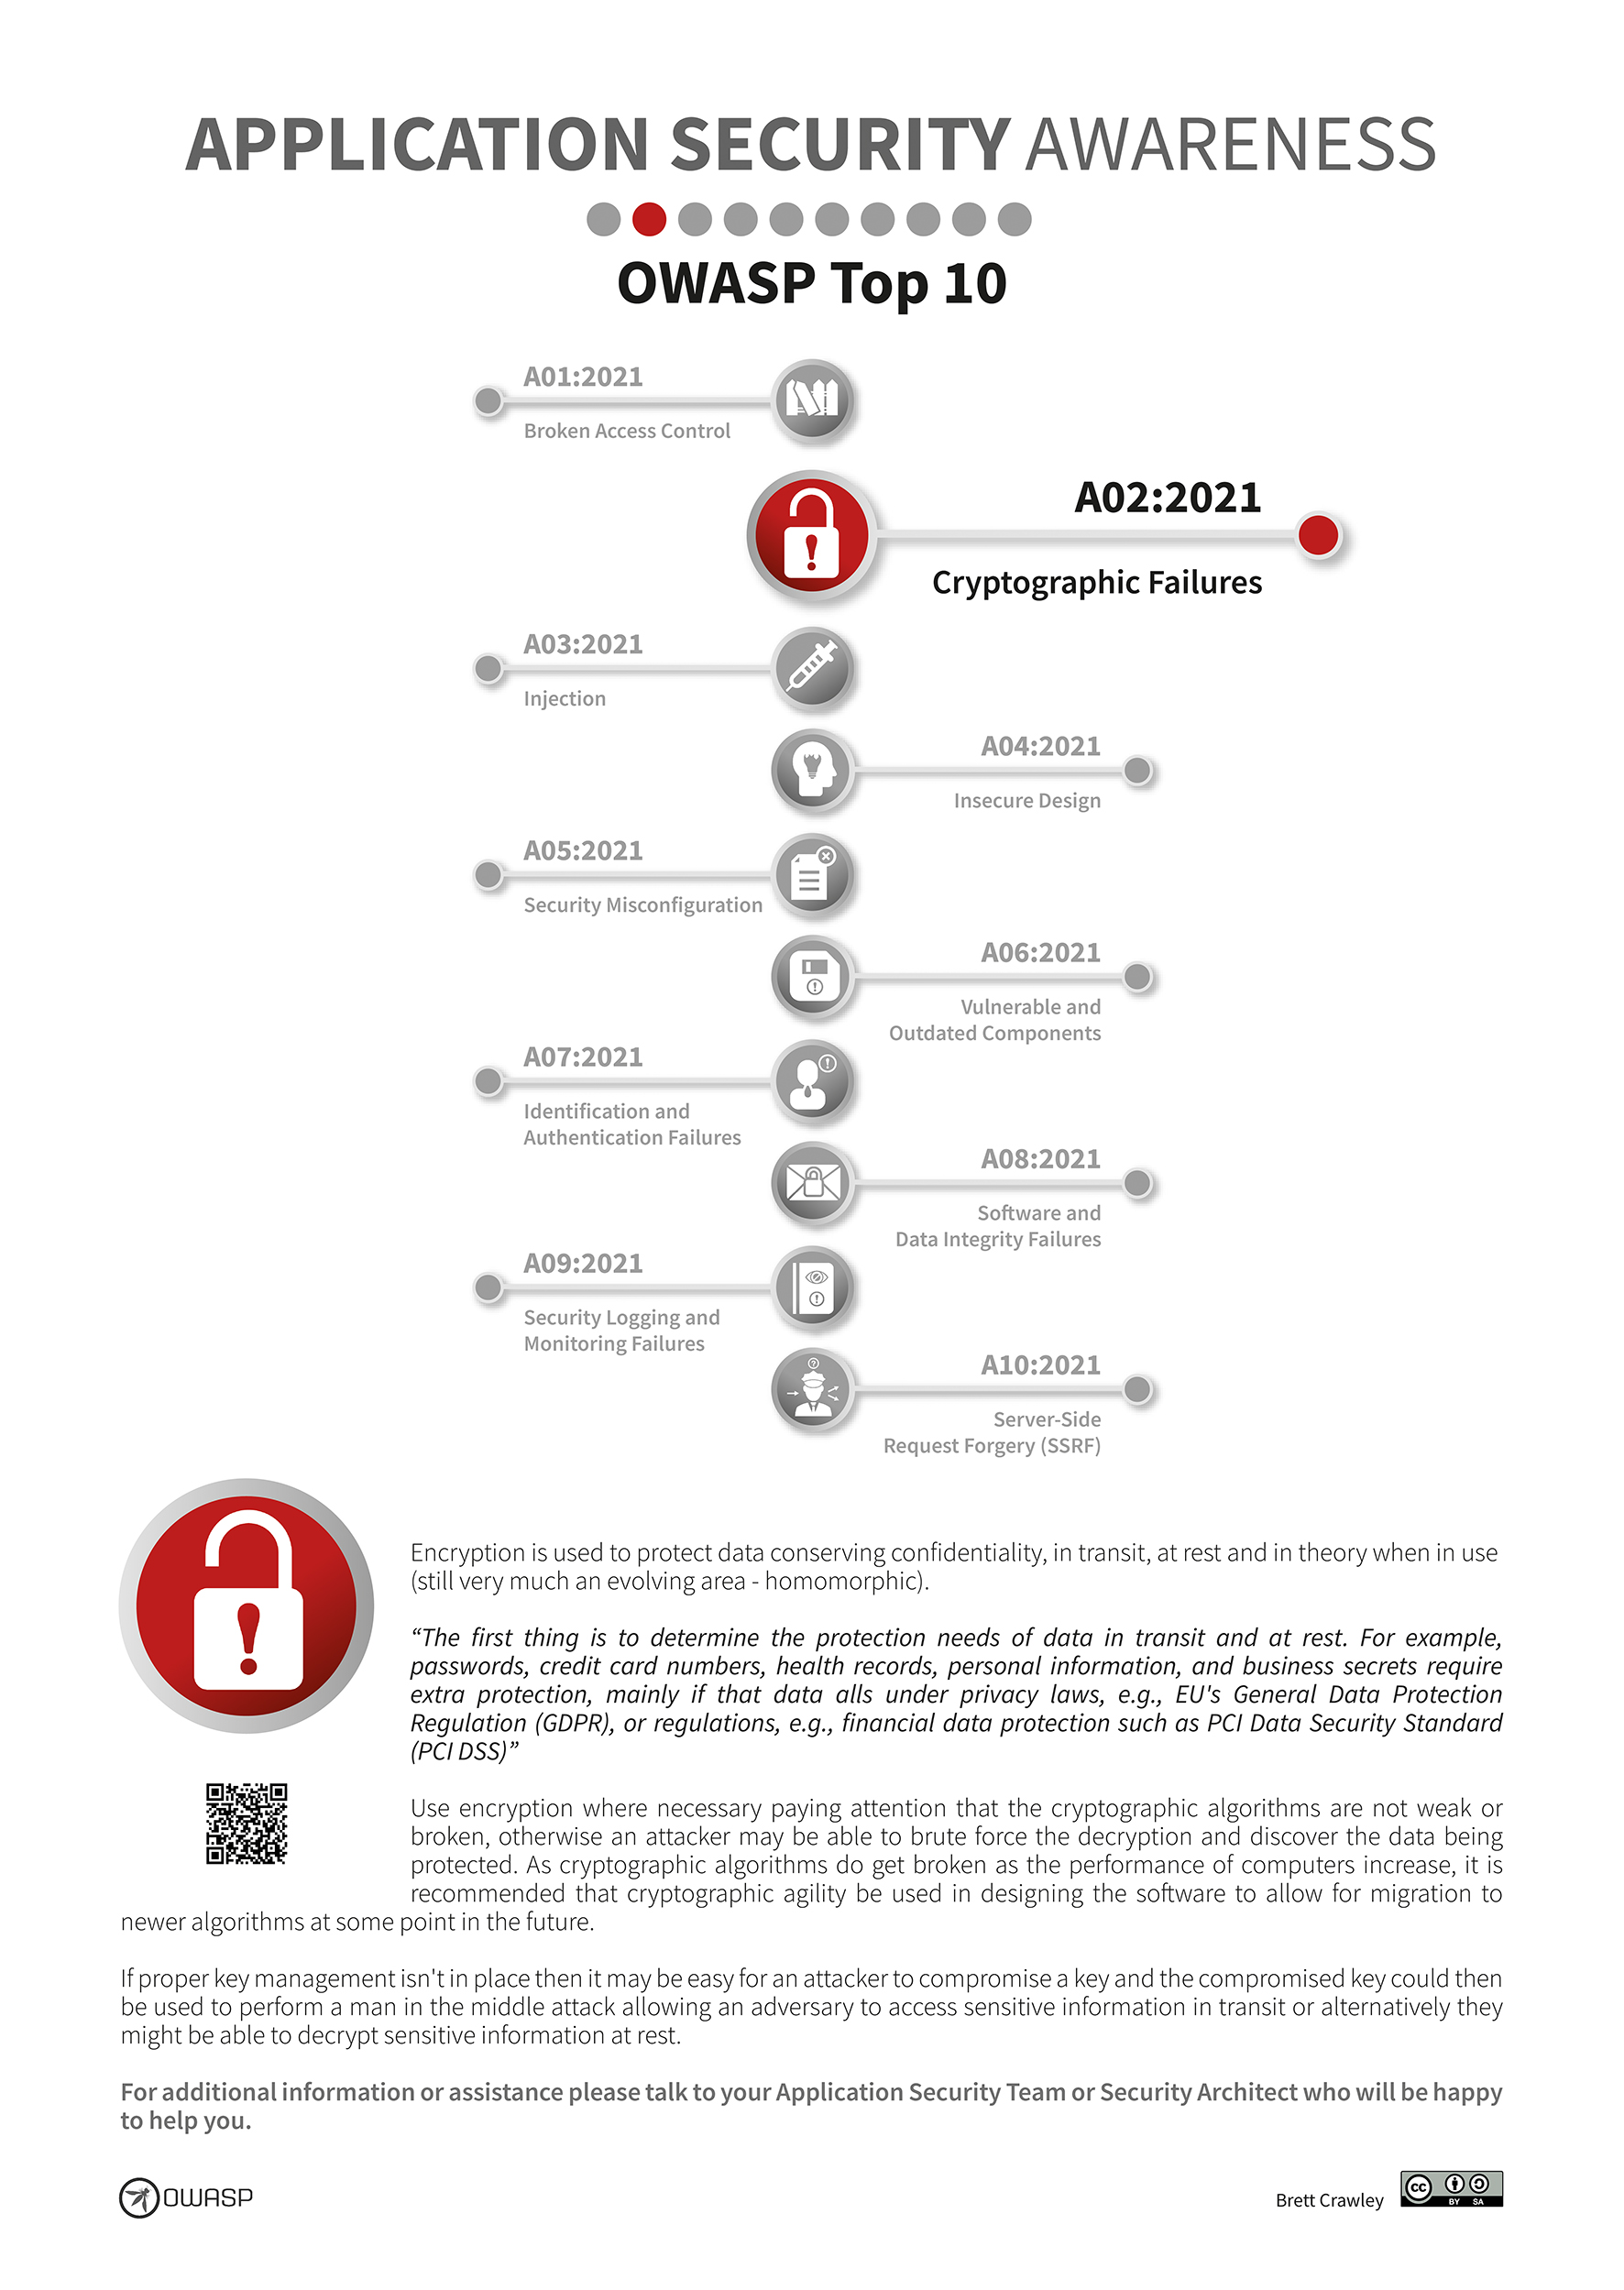 APPLICATION SECURITY AWARENESS
OWASP Top 10
A01:2021
Broken Access Control
A02:2021
Cryptographic Failures
A03:2021
Injection
A04:2021
Insecure Design
A05:2021
Security Misconfiguration
A06:2021
Vulnerable and
Outdated Components
A07:2021
Identification and
Authentication Failures
A08:2021
Software and
Data Integrity Failures
A09:2021
Security Logging and
Monitoring Failures
A10:2021
Server-Side
Request Forgery (SSRF)
Encryption is used to protect data conserving confidentiality, in transit, at rest and in theory when in use
(still very much an evolving area - homomorphic).
“The first thing is to determine the protection needs of data in transit and at rest. For example,
passwords, credit card numbers, health records, personal information, and business secrets require
extra protection, mainly if that data alls under privacy laws, e.g., EU's General Data Protection
Regulation (GDPR), or regulations, e.g., financial data protection such as PCI Data Security Standard
(PCI DSS)”
Use encryption where necessary paying attention that the cryptographic algorithms are not weak or
broken, otherwise an attacker may be able to brute force the decryption and discover the data being
protected. As cryptographic algorithms do get broken as the performance of computers increase, it is
recommended that cryptographic agility be used in designing the software to allow for migration to
newer algorithms at some point in the future.
If proper key management isn't in place then it may be easy for an attacker to compromise a key and the compromised key could then
be used to perform a man in the middle attack allowing an adversary to access sensitive information in transit or alternatively they
might be able to decrypt sensitive information at rest.
For additional information or assistance please talk to your Application Security Team or Security Architect who will be happy
to help you.
OWASP
Brett Crawley
cc
BY SA